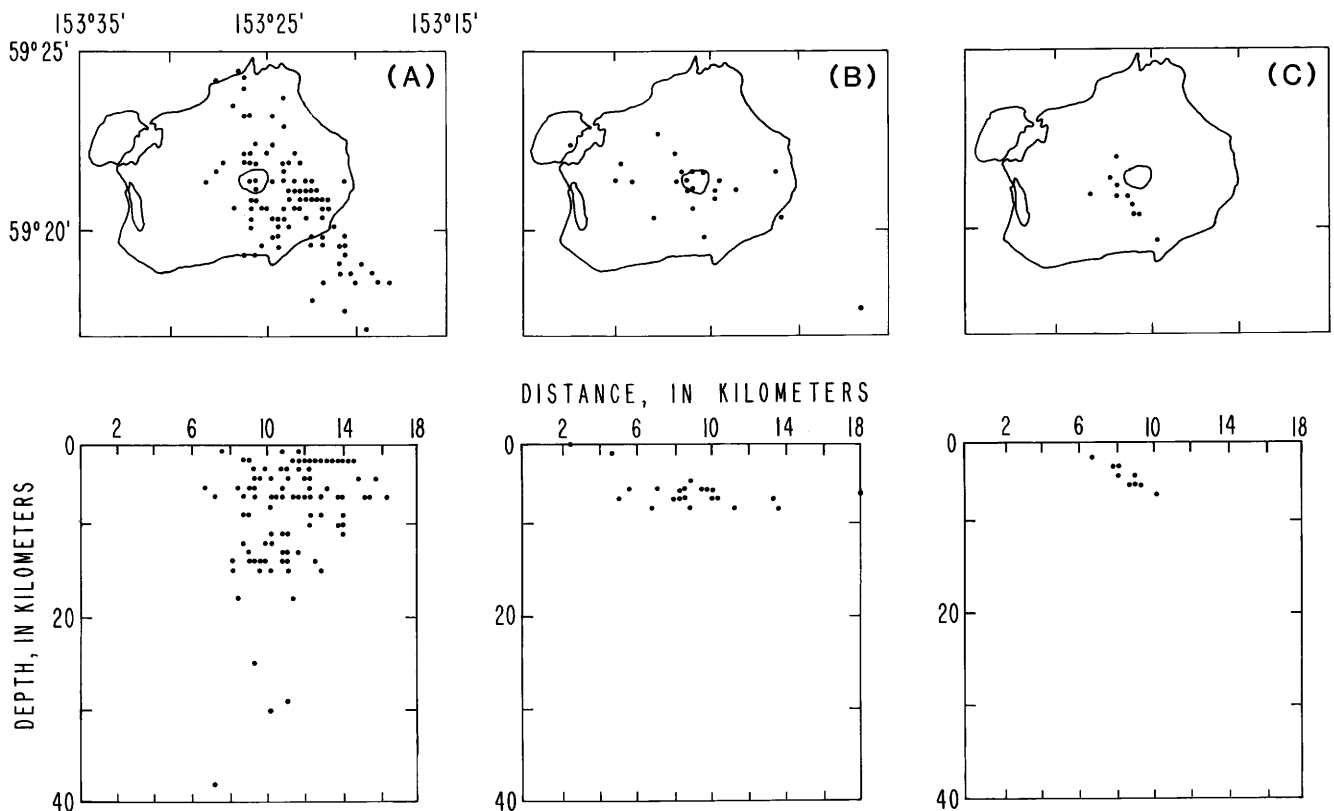 153°35' 153°25' 153°15'
59°25'
59°20'
(A) (B) (C)
DISTANCE, IN KILOMETERS
2 6 10 14 18
2 6 10 14 18
2 6 10 14 18
0
20
40
0
20
40
0
20
40
DEPTH, IN KILOMETERS